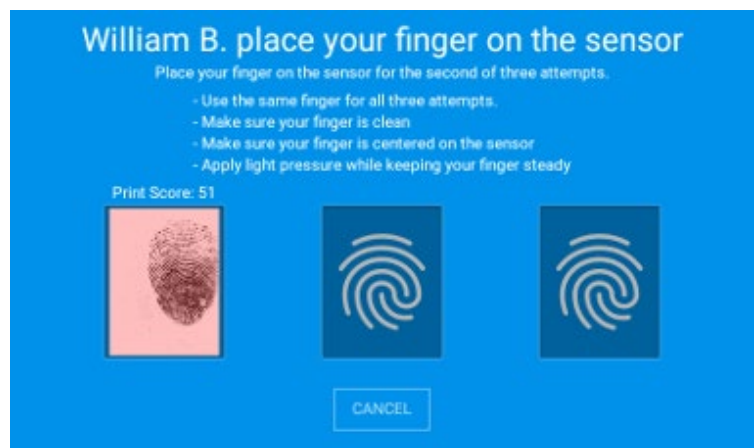 William B. place your finger on the sensor
Place your finger on the sensor for the second of three attempts.
- Use the same finger for all three attempts.
- Make sure your finger is clean
- Make sure your finger is centered on the sensor
- Apply light pressure while keeping your finger steady
Print Score: 51
CANCEL